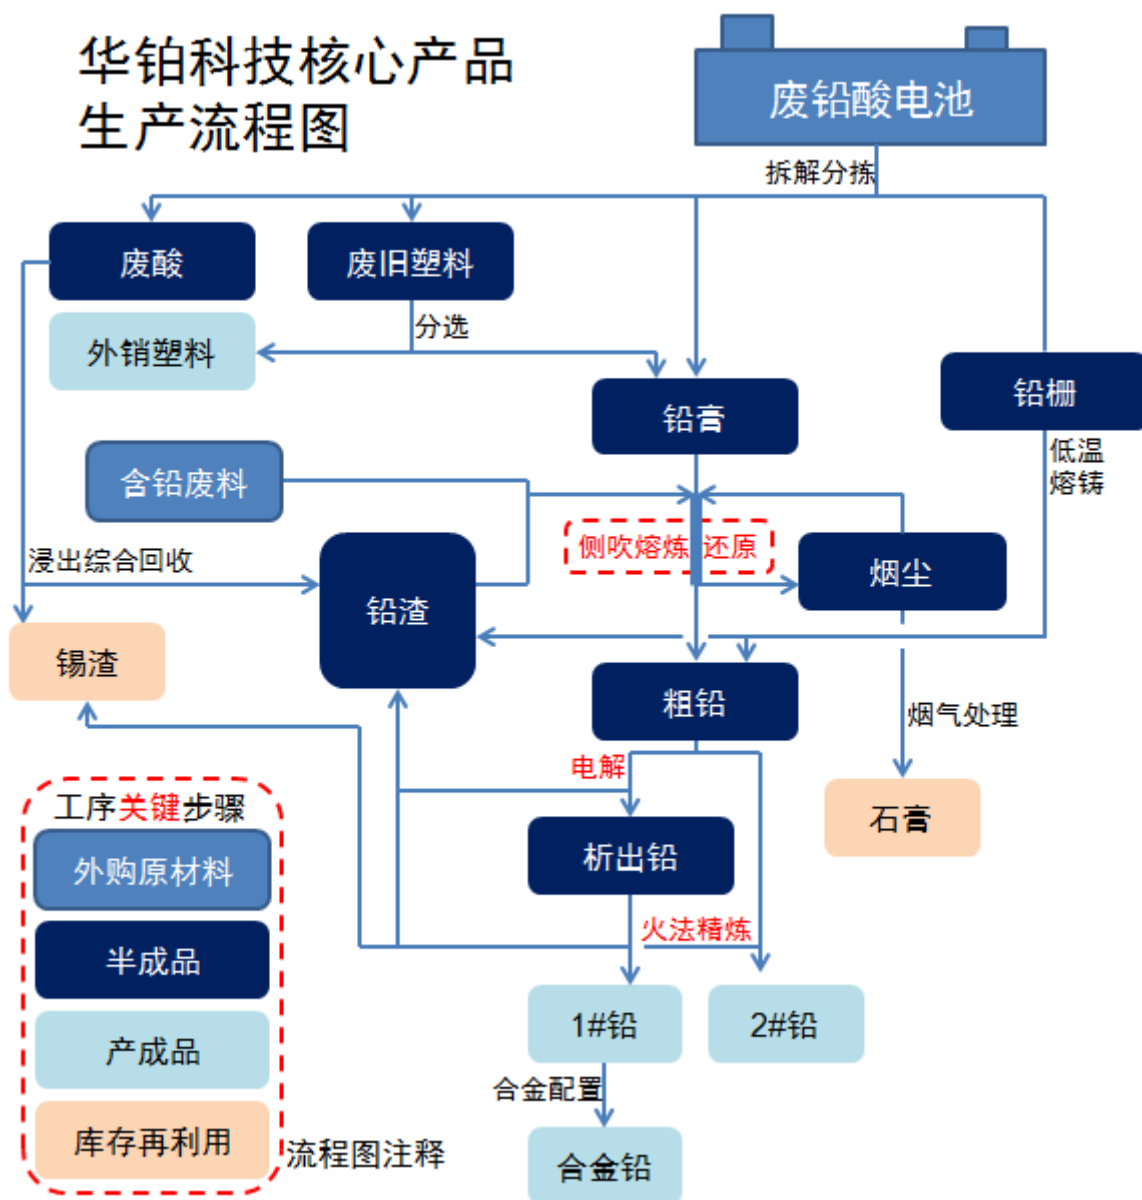 华铂科技核心产品
生产流程图
废铅酸电池
拆解分拣
废酸
废旧塑料
分选
外销塑料
铅膏
铅栅
低温
熔铸
含铅废料
侧吹熔炼 还原
烟尘
浸出综合回收
铅渣
锡渣
粗铅
烟气处理
电解
石膏
工序关键步骤
外购原材料
析出铅
火法精炼
半成品
1#铅
2#铅
产成品
合金配置
库存再利用
流程图注释
合金铅